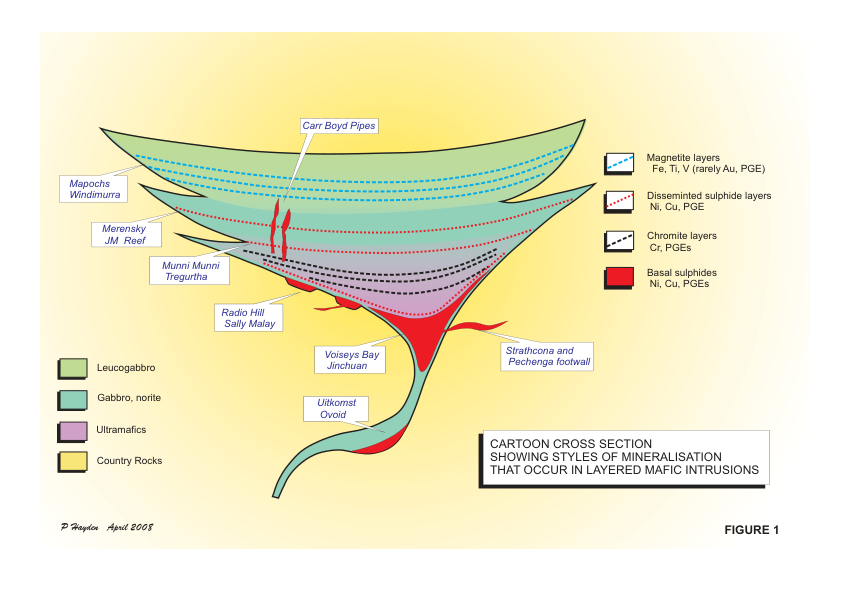 Carr Boyd Pipes
Mapochs
Windimurra
Merensky
JM Reef
Munni Munni
Tregurtha
Radio Hill
Sally Malay
Voiseys Bay
Jinchuan
Strathcona and
Pechenga footwall
Uitkomst
Ovoid
Magnetite layers
Fe, Ti, V (rarely Au, PGE)
Disseminted sulphide layers
Ni, Cu, PGE
Chromite layers
Cr, PGEs
Basal sulphides
Ni, Cu, PGEs
Leucogabbro
Gabbro, norite
Ultramafics
Country Rocks
CARTOON CROSS SECTION
SHOWING STYLES OF MINERALISATION
THAT OCCUR IN LAYERED MAFIC INTRUSIONS
P Hayden April 2008
FIGURE 1